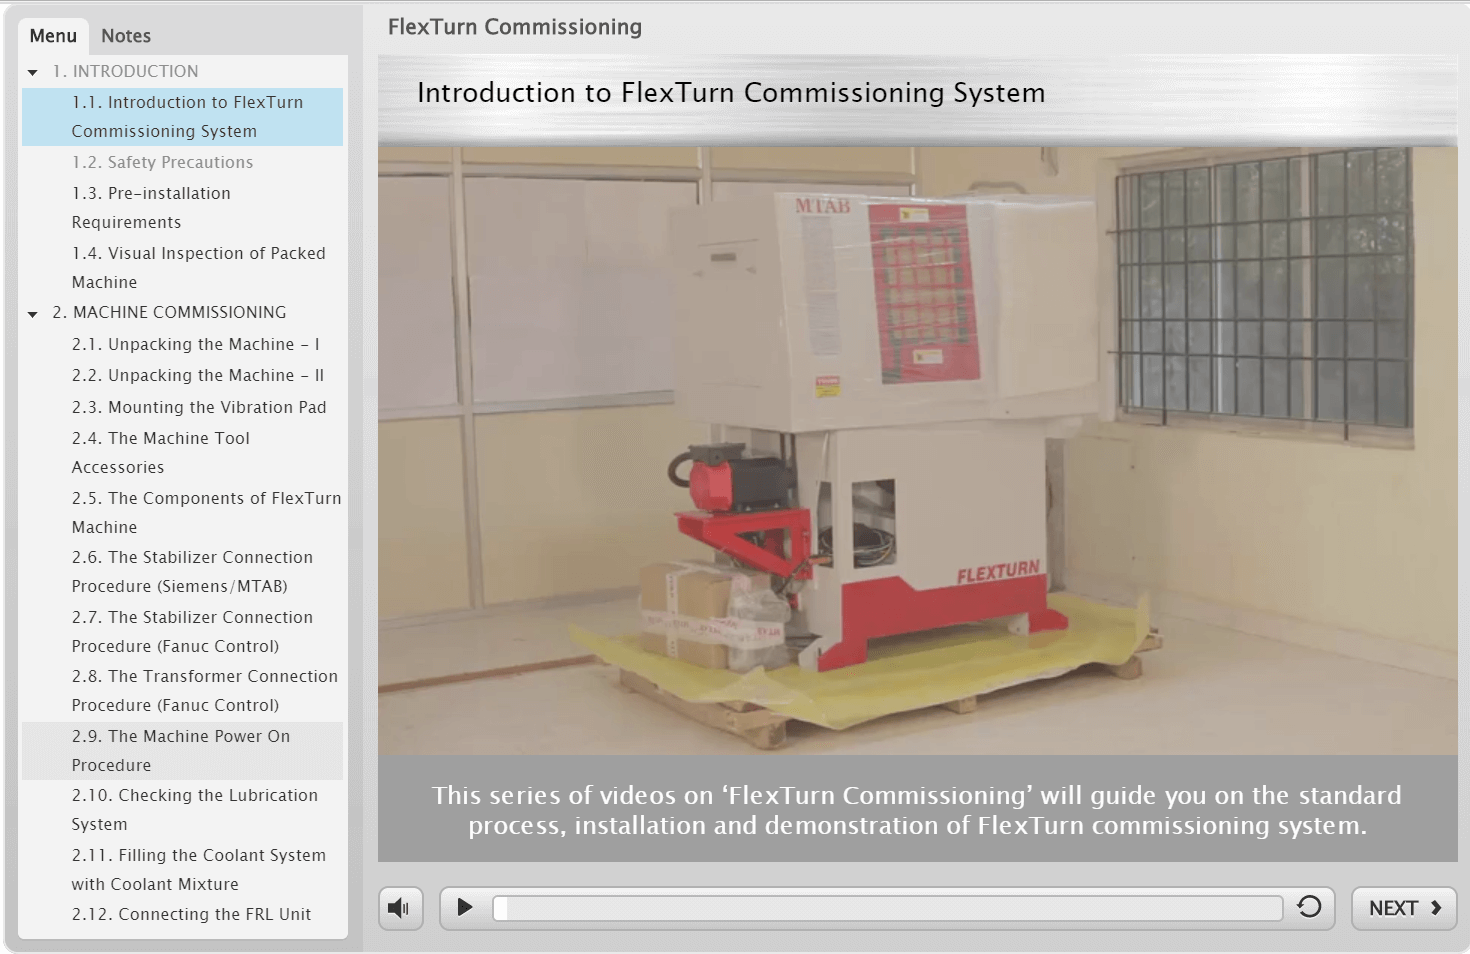 Menu
Notes
1. INTRODUCTION
1.1. Introduction to FlexTurn
Commissioning System
1.2. Safety Precautions
1.3. Pre-installation
Requirements
1.4. Visual Inspection of Packed
Machine
2. MACHINE COMMISSIONING
2.1. Unpacking the Machine - I
2.2. Unpacking the Machine - II
2.3. Mounting the Vibration Pad
2.4. The Machine Tool
Accessories
2.5. The Components of FlexTurn
Machine
2.6. The Stabilizer Connection
Procedure (Siemens/MTAB)
2.7. The Stabilizer Connection
Procedure (Fanuc Control)
2.8. The Transformer Connection
Procedure (Fanuc Control)
2.9. The Machine Power On
Procedure
2.10. Checking the Lubrication
System
2.11. Filling the Coolant System
with Coolant Mixture
2.12. Connecting the FRL Unit
FlexTurn Commissioning
Introduction to FlexTurn Commissioning System
MTAB
FLEXTURN
This series of videos on ‘FlexTurn Commissioning’ will guide you on the standard
process, installation and demonstration of FlexTurn commissioning system.
NEXT